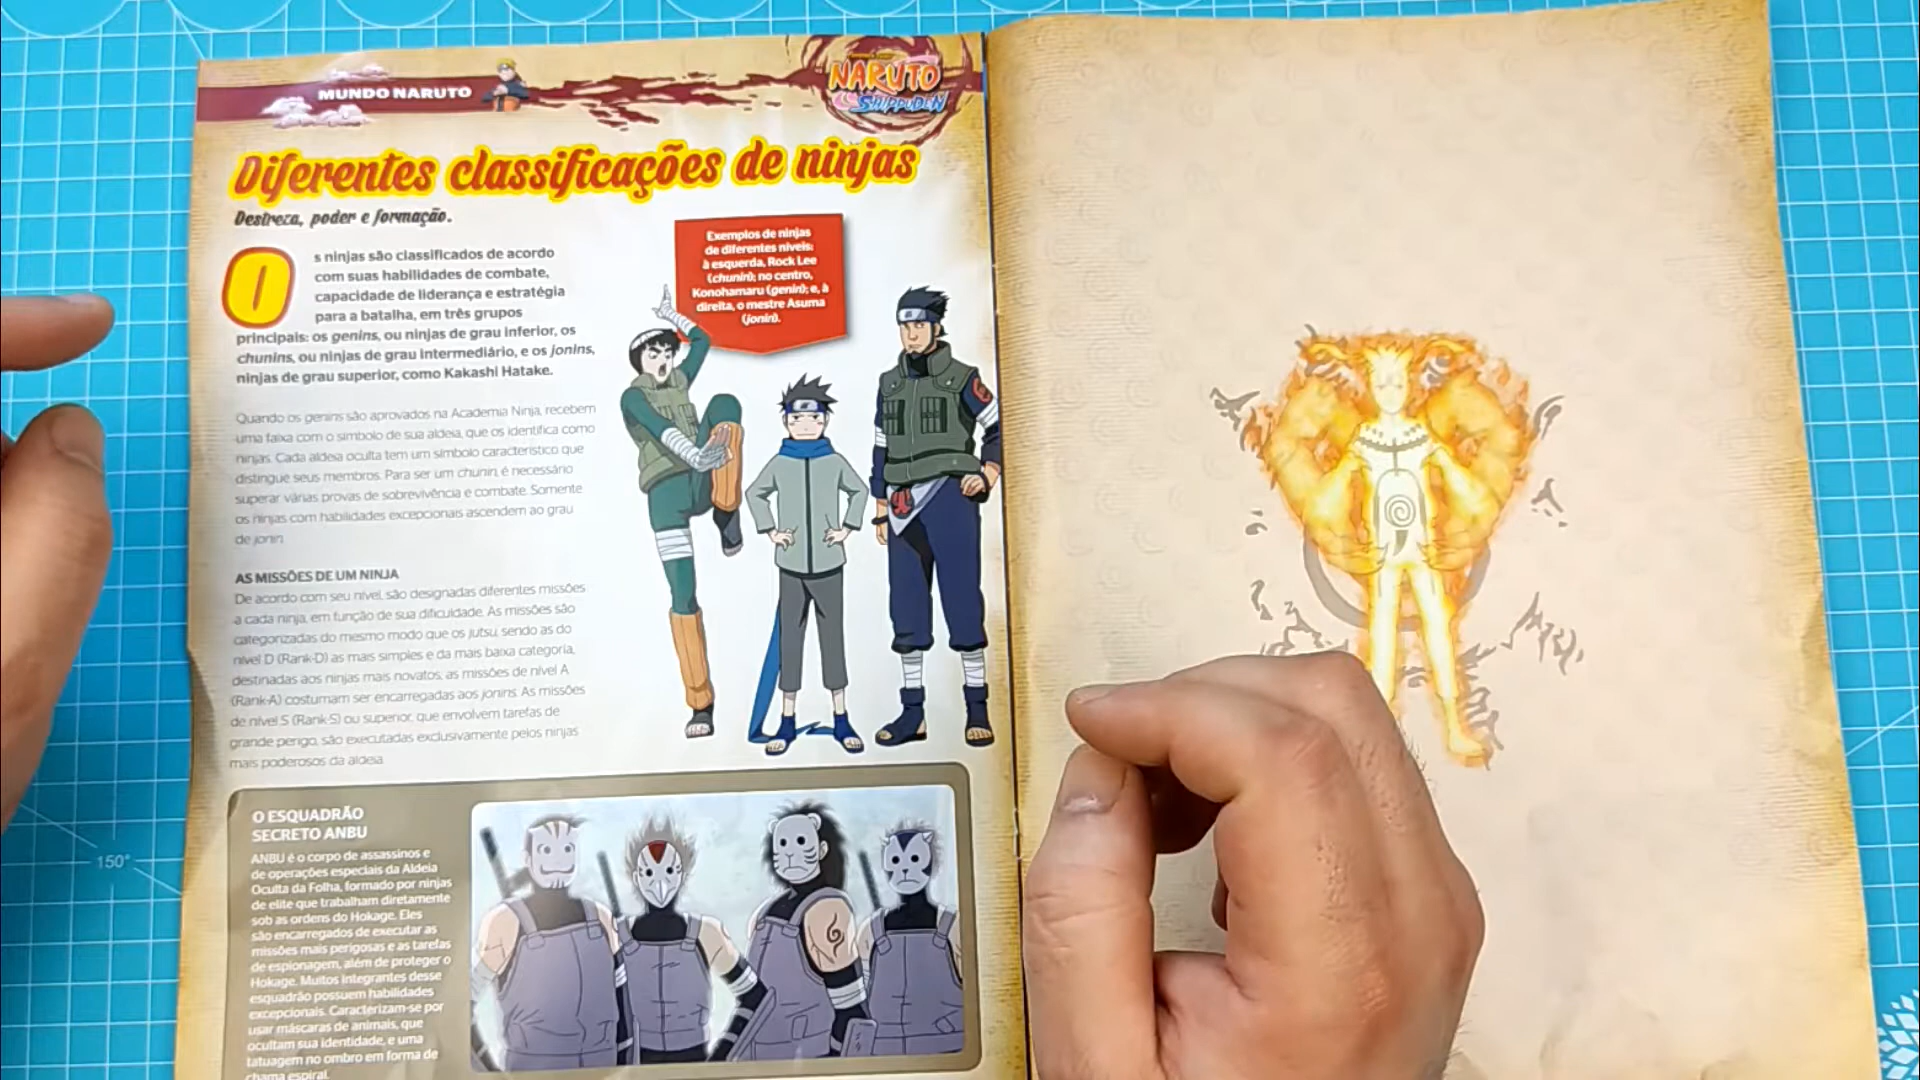 MUNDO NARUTO
NARUTO
SHIPPUDEN
Diferentes classificações de ninjas
Destreza, poder e formação.
Os ninjas são classificados de acordo
com suas habilidades de combate,
capacidade de liderança e estratégia
para a batalha, em três grupos
principais: os genins, ou ninjas de grau inferior, os
chunins, ou ninjas de grau intermediário, e os jonins,
ninjas de grau superior, como Kakashi Hatake.
Exemplos de ninjas
de diferentes níveis:
à esquerda, Rock Lee
(chunin); no centro,
Konohamaru (genin); e, à
direita, o mestre Asuma
(jonin).
Quando os genins são aprovados na Academia Ninja, recebem
uma faixa com o símbolo de sua aldeia, que os identifica como
ninjas. Cada aldeia oculta tem um símbolo característico que
distingue seus membros. Para ser um chunin, é necessário
superar várias provas de sobrevivência e combate. Somente
os ninjas com habilidades excepcionais ascendem ao grau
de jonin.
AS MISSÕES DE UM NINJA
De acordo com seu nível, são designadas diferentes missões
a cada ninja, em função de sua dificuldade. As missões são
categorizadas do mesmo modo que os jutsu, sendo as do
nível D (Rank-D) as mais simples e da mais baixa categoria,
destinadas aos ninjas mais novatos; as missões de nível A
(Rank-A) costumam ser encarregadas aos jonins. As missões
de nível S (Rank-S) ou superior, que envolvem tarefas de
grande perigo, são executadas exclusivamente pelos ninjas
mais poderosos da aldeia.
O ESQUADRÃO
SECRETO ANBU
ANBU é o corpo de assassinos e
de operações especiais da Aldeia
Oculta da Folha, formado por ninjas
de elite que trabalham diretamente
sob as ordens do Hokage. Eles
são encarregados de executar as
missões mais perigosas e as tarefas
de espionagem, além de proteger o
Hokage. Muitos integrantes desse
esquadrão possuem habilidades
excepcionais. Caracterizam-se por
usar máscaras de animais, que
ocultam sua identidade, e uma
tatuagem no ombro em forma de
chama espiral.
150°